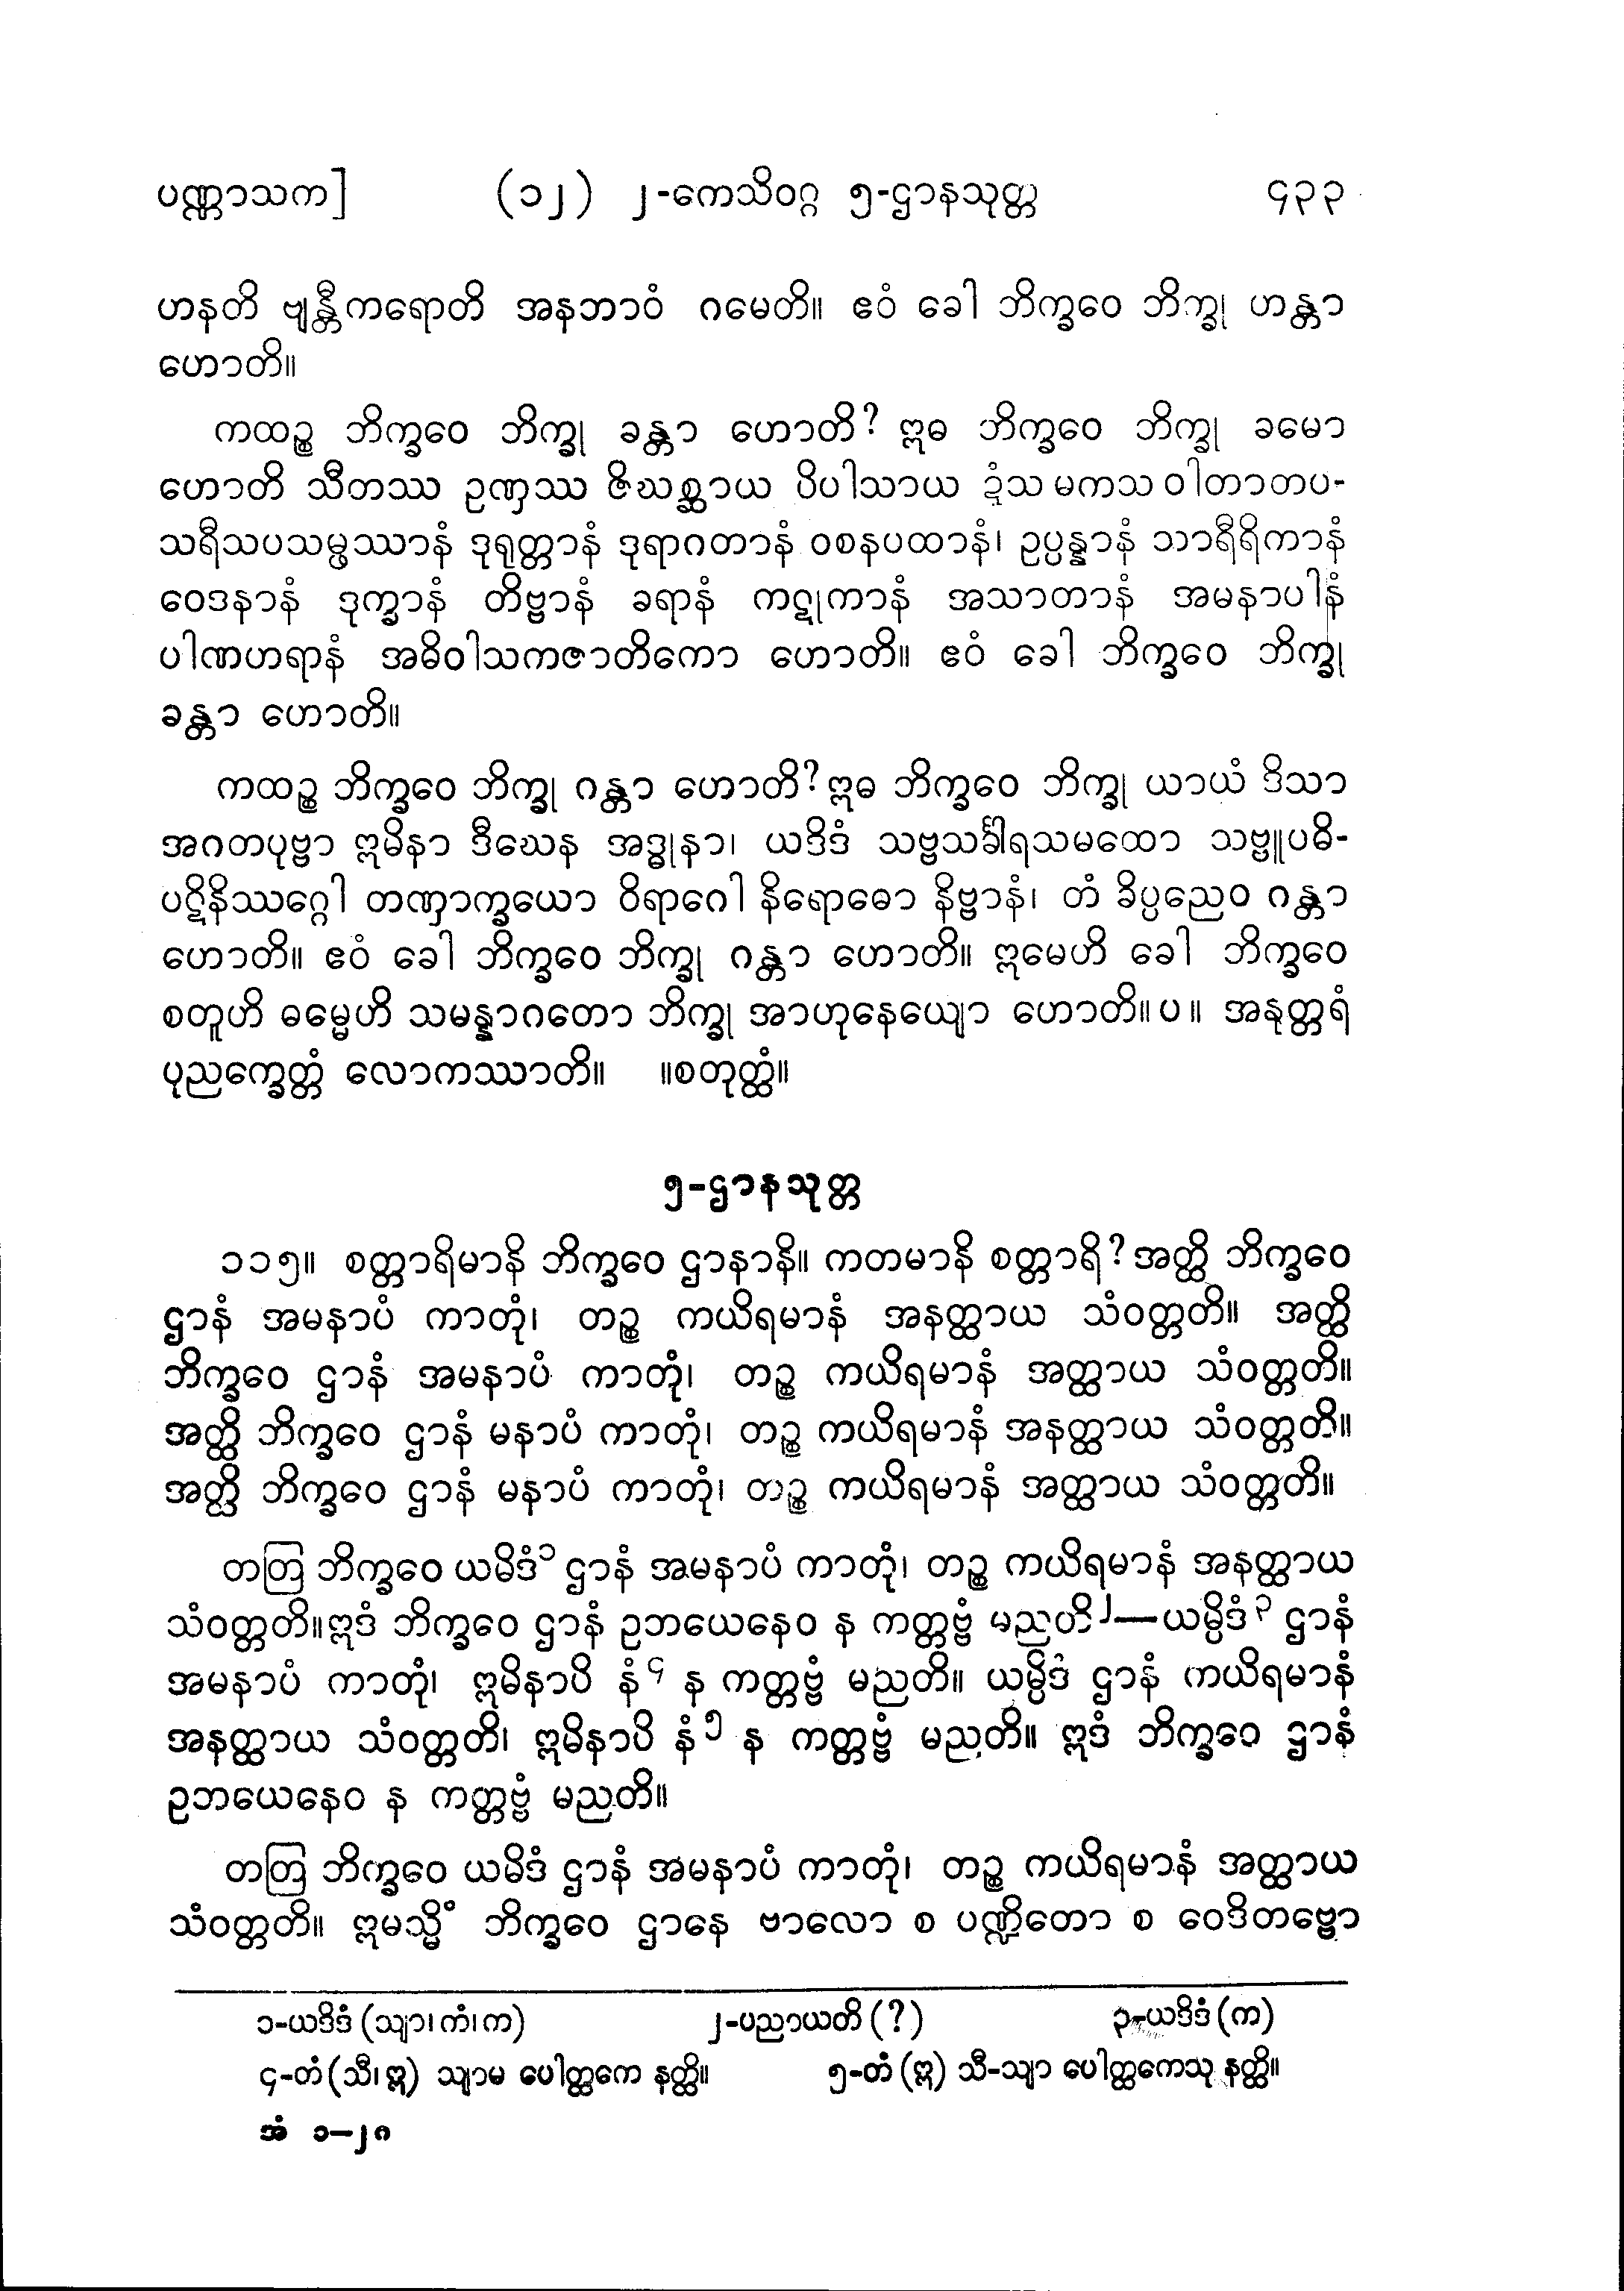 ပဏ္ဏာသက] (၁၂) ၂-ကေသိဝဂ္ဂ ၅-ဌာနသုတ္တ ၄၃၃
ဟနတိ ဗျန္တီကရောတိ အနဘာဝံ ဂမေတိ။ ဧဝံ ခေါ ဘိက္ခဝေ ဘိက္ခု ဟန္တာ
ဟောတိ။
ကထဉ္စ ဘိက္ခဝေ ဘိက္ခု ခန္တာ ဟောတိ? ဣဓ ဘိက္ခဝေ ဘိက္ခု ခမော
ဟောတိ သီတဿ ဥဏှဿ ဇိဃစ္ဆာယ ပိပါသာယ ဍံသ မကသ ဝါတာတပ-
သရီသပသမ္ဖဿာနံ ဒုရုတ္တာနံ ဒုရာဂတာနံ ဝစနပထာနံ၊ ဥပ္ပန္နာနံ သာရီရိကာနံ
ဝေဒနာနံ ဒုက္ခာနံ တိဗ္ဗာနံ ခရာနံ ကဋုကာနံ အသာတာနံ အမနာပါနံ
ပါဏဟရာနံ အဓိဝါသကဇာတိကော ဟောတိ။ ဧဝံ ခေါ ဘိက္ခဝေ ဘိက္ခု
ခန္တာ ဟောတိ။
ကထဉ္စ ဘိက္ခဝေ ဘိက္ခု ဂန္တာ ဟောတိ? ဣဓ ဘိက္ခဝေ ဘိက္ခု ယာယံ ဒိသာ
အဂတပုဗ္ဗာ ဣမိနာ ဒီဃေန အဒ္ဓုနာ၊ ယဒိဒံ သဗ္ဗသင်္ခါရသမထော သဗ္ဗူပဓိ-
ပဋိနိဿဂ္ဂေါ တဏှာက္ခယော ဝိရာဂေါ နိရောဓော နိဗ္ဗာနံ၊ တံ ခိပ္ပညေဝ ဂန္တာ
ဟောတိ။ ဧဝံ ခေါ ဘိက္ခဝေ ဘိက္ခု ဂန္တာ ဟောတိ။ ဣမေဟိ ခေါ ဘိက္ခဝေ
စတူဟိ ဓမ္မေဟိ သမန္နာဂတော ဘိက္ခု အာဟုနေယျော ဟောတိ။ပ။ အနုတ္တရံ
ပုညက္ခေတ္တံ လောကဿာတိ။ ။စတုတ္ထံ။
၅-ဌာနသုတ္တ
၁၁၅။ စတ္တာရိမာနိ ဘိက္ခဝေ ဌာနာနိ။ ကတမာနိ စတ္တာရိ? အတ္ထိ ဘိက္ခဝေ
ဌာနံ အမနာပံ ကာတုံ၊ တဉ္စ ကယိရမာနံ အနတ္ထာယ သံဝတ္တတိ။ အတ္ထိ
ဘိက္ခဝေ ဌာနံ အမနာပံ ကာတုံ၊ တဉ္စ ကယိရမာနံ အတ္ထာယ သံဝတ္တတိ။
အတ္ထိ ဘိက္ခဝေ ဌာနံ မနာပံ ကာတုံ၊ တဉ္စ ကယိရမာနံ အနတ္ထာယ သံဝတ္တတိ။
အတ္ထိ ဘိက္ခဝေ ဌာနံ မနာပံ ကာတုံ၊ တဉ္စ ကယိရမာနံ အတ္ထာယ သံဝတ္တတိ။
တတြ ဘိက္ခဝေ ယမိဒံ၁ ဌာနံ အမနာပံ ကာတုံ၊ တဉ္စ ကယိရမာနံ အနတ္ထာယ
သံဝတ္တတိ။ ဣဒံ ဘိက္ခဝေ ဌာနံ ဥဘယေနေဝ န ကတ္တဗ္ဗံ မညတိ၂—ယမ္ပိဒံ၃ ဌာနံ
အမနာပံ ကာတုံ၊ ဣမိနာပိ နံ၄ န ကတ္တဗ္ဗံ မညတိ။ ယမ္ပိဒံ ဌာနံ ကယိရမာနံ
အနတ္ထာယ သံဝတ္တတိ၊ ဣမိနာပိ နံ၅ န ကတ္တဗ္ဗံ မညတိ။ ဣဒံ ဘိက္ခဝေ ဌာနံ
ဥဘယေနေဝ န ကတ္တဗ္ဗံ မညတိ။
တတြ ဘိက္ခဝေ ယမိဒံ ဌာနံ အမနာပံ ကာတုံ၊ တဉ္စ ကယိရမာနံ အတ္ထာယ
သံဝတ္တတိ။ ဣမသ္မိံ ဘိက္ခဝေ ဌာနေ ဗာလော စ ပဏ္ဍိတော စ ဝေဒိတဗ္ဗော
၁-ယဒိဒံ (သျာ၊ ကံ၊ က) ၂-ပညာယတိ (?) ၃-ယဒိဒံ (က)
၄-တံ (သီ၊ ဣ) သျာမ ပေါတ္ထကေ နတ္ထိ။ ၅-တံ (ဣ) သီ-သျာ ပေါတ္ထကေသု နတ္ထိ။
အံ ၁—၂၈